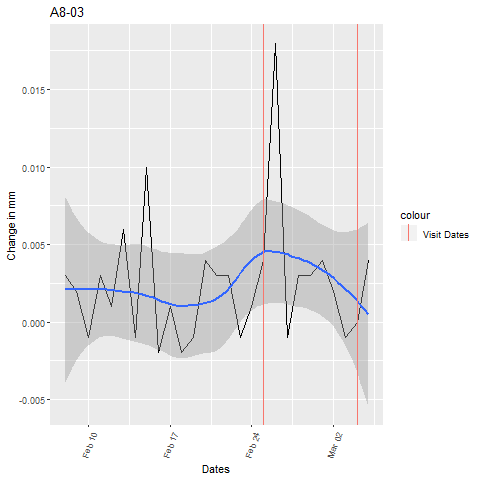 A8-03
0.015
0.010
0.005
0.000
-0.005
Change in mm
Feb 10
Feb 17
Feb 24
Mar 02
Dates
colour
Visit Dates